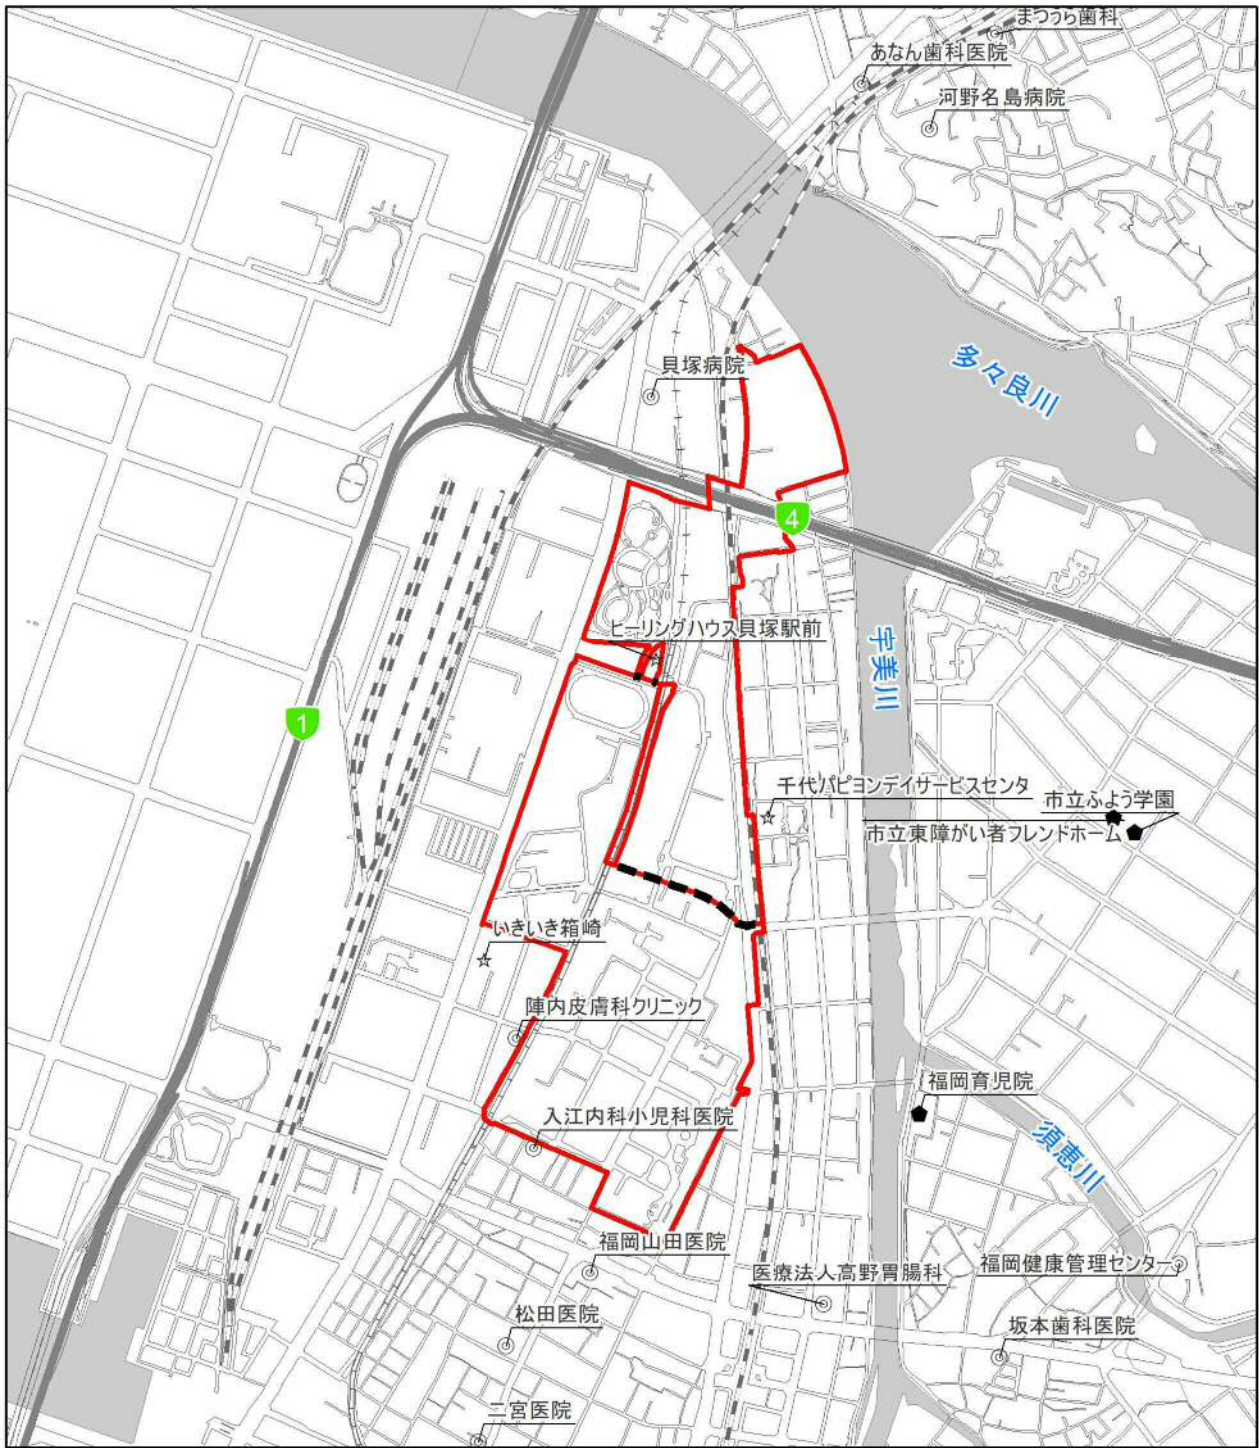 まつうら歯科
あなん歯科医院
河野名島病院
多々良川
貝塚病院
4
ヒーリングハウス貝塚駅前
宇美川
1
千代パピヨンデイサービスセンタ
市立ふよう学園
市立東障がい者フレンドホーム
いきいき箱崎
陣内皮膚科クリニック
福岡育児院
入江内科小児科医院
須恵川
福岡山田医院
医療法人高野胃腸科
福岡健康管理センター
松田医院
坂本歯科医院
二宮医院